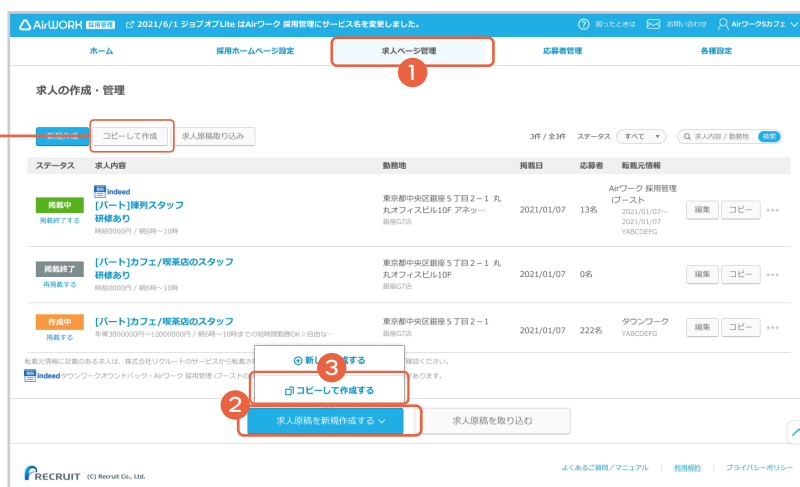 AirWORK 採用管理 2021/6/1 ジョブオプLite はAirワーク 採用管理にサービス名を変更しました。 困ったときは お問い合わせ AirワークSカフェ
ホーム 採用ホームページ設定 求人ページ管理 応募者管理 各種設定
1
求人の作成・管理
新規作成 コピーして作成 求人原稿取り込み 3件 / 全3件 ステータス すべて 求人内容 / 勤務地 検索
ステータス 求人内容 勤務地 掲載日 応募者 転載元情報
掲載中
掲載終了する
indeed
[パート]陳列スタッフ
研修あり
時給0000円 / 朝6時〜10時
東京都中央区銀座5丁目2−1 丸
丸オフィスビル10F アネッ…
銀座G7店
2021/01/07 13名
Airワーク 採用管理
iブースト
2021/01/07〜
2021/01/07
YABCDEFG
編集 コピー
掲載終了
再掲載する
[パート]カフェ/喫茶店のスタッフ
研修あり
時給0000円 / 朝6時〜10時
東京都中央区銀座5丁目2−1 丸
丸オフィスビル10F
銀座G7店
2021/01/07 0名
編集 コピー
作成中
掲載する
[パート]カフェ/喫茶店のスタッフ
年俸3000000円〜12000000円 / 朝6時〜10時までの短時間勤務OK☆自由な…
東京都中央区銀座5丁目2−1
銀座G7店
2021/01/07 222名
タウンワーク
YABCDEFG
編集 コピー
転載元情報に記載のある求人は、株式会社リクルートのサービスから転載さ 確認ください。
indeed タウンワークオウンドパック・Airワーク 採用管理 iブーストの あります。
3
コピーして作成する
2
求人原稿を新規作成する 求人原稿を取り込む
RECRUIT (C) Recruit Co., Ltd. よくあるご質問/マニュアル 利用規約 プライバシーポリシー